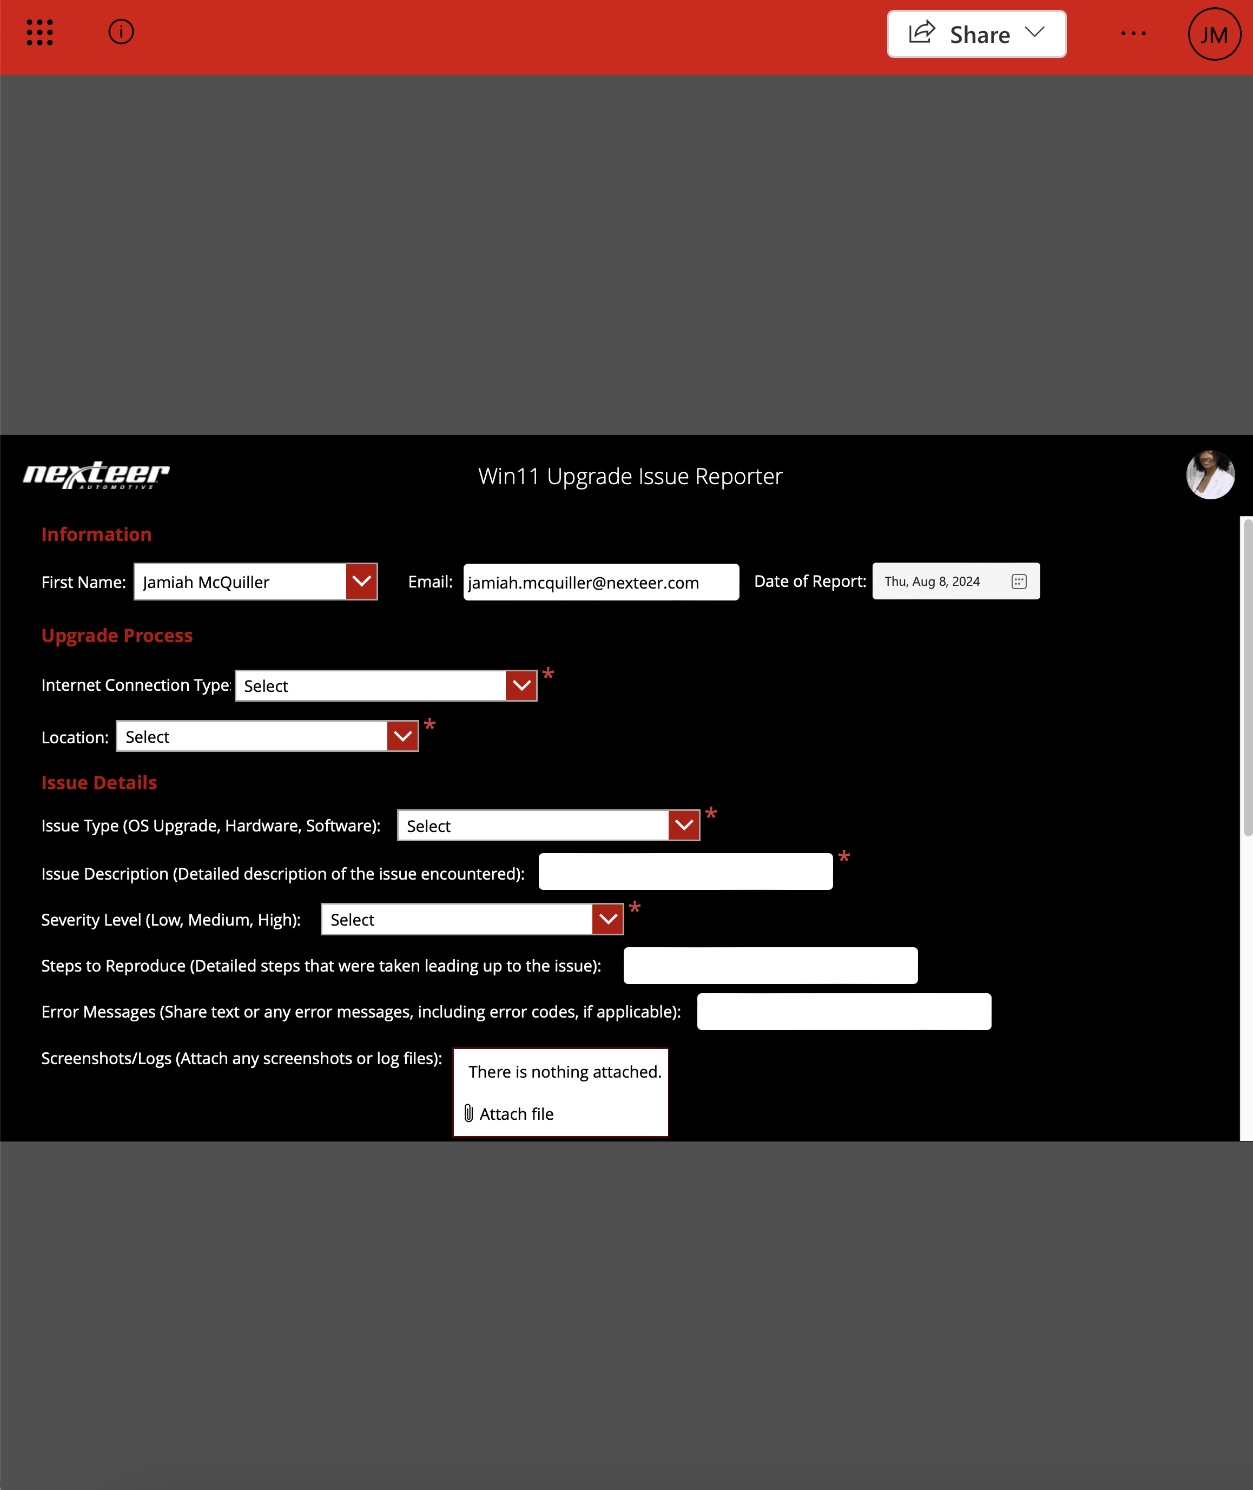 Share
JM
nexteer
AUTOMOTIVE
Win11 Upgrade Issue Reporter
Information
First Name: Jamiah McQuiller Email: jamiah.mcquiller@nexteer.com Date of Report: Thu, Aug 8, 2024
Upgrade Process
Internet Connection Type: Select *
Location: Select *
Issue Details
Issue Type (OS Upgrade, Hardware, Software): Select *
Issue Description (Detailed description of the issue encountered): *
Severity Level (Low, Medium, High): Select *
Steps to Reproduce (Detailed steps that were taken leading up to the issue):
Error Messages (Share text or any error messages, including error codes, if applicable):
Screenshots/Logs (Attach any screenshots or log files): There is nothing attached.
Attach file